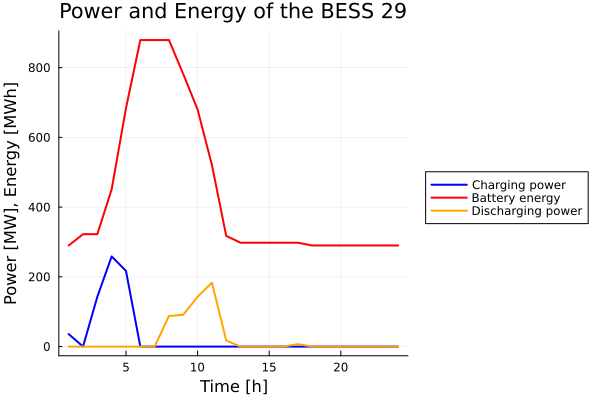 Power and Energy of the BESS 29
Power [MW], Energy [MWh]
800
600
400
200
0
5
10
15
20
Time [h]
Charging power
Battery energy
Discharging power